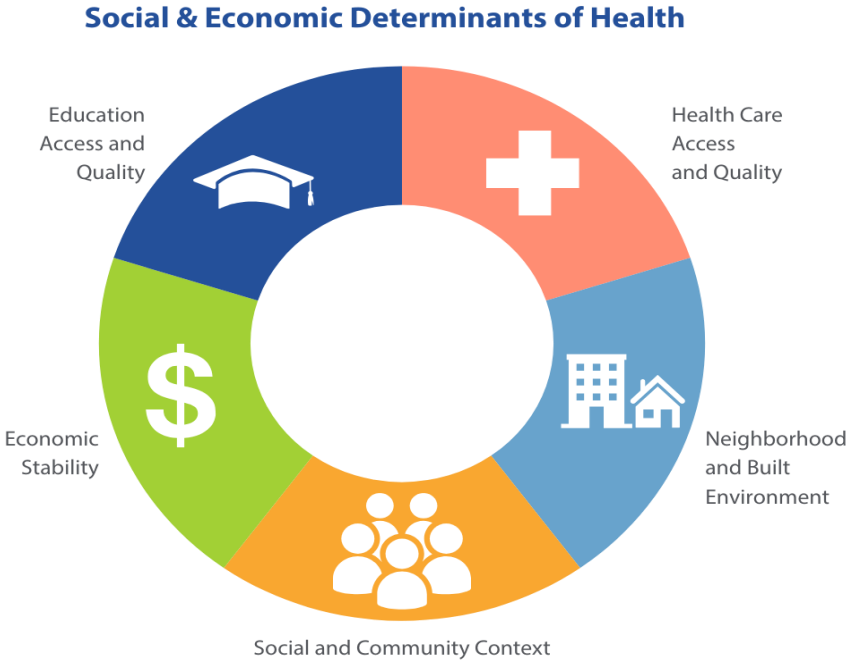 Social & Economic Determinants of Health
Education
Access and
Quality
Health Care
Access
and Quality
Economic
Stability
Neighborhood
and Built
Environment
Social and Community Context
$